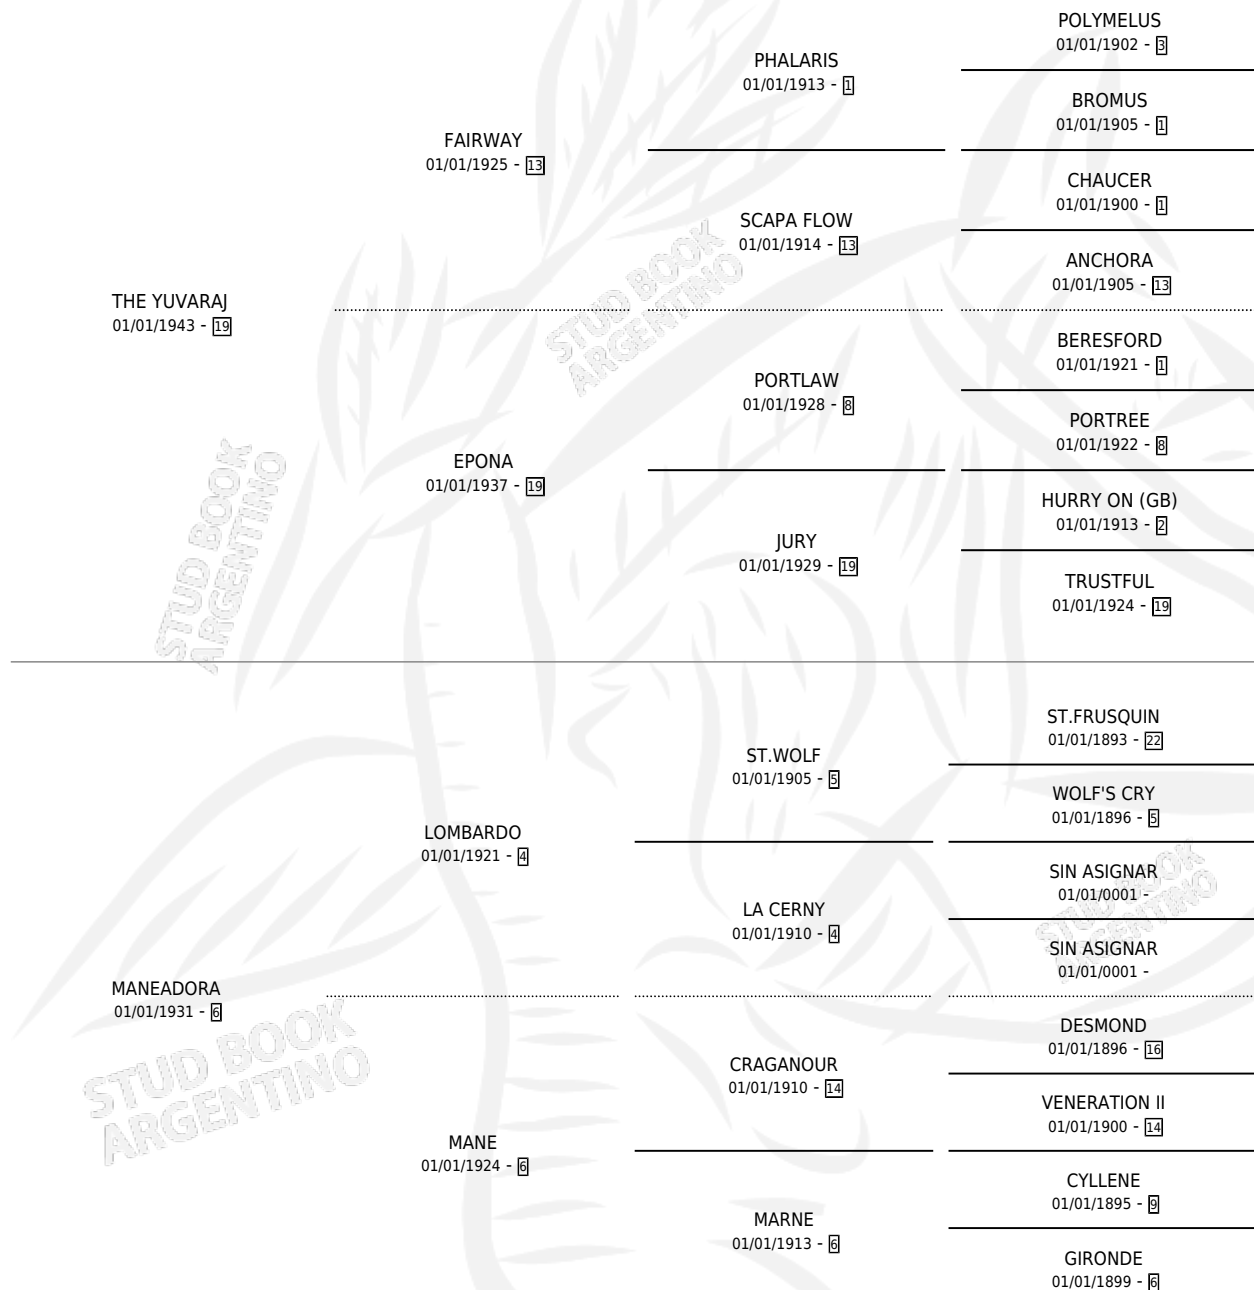 POLYMELUS
01/01/1902 - 3
PHALARIS
01/01/1913 - 1
BROMUS
01/01/1905 - 1
FAIRWAY
01/01/1925 - 13
CHAUCER
01/01/1900 - 1
SCAPA FLOW
01/01/1914 - 13
ANCHORA
01/01/1905 - 13
THE YUVARAJ
01/01/1943 - 19
STUD BOOK
ARGENTINO
BERESFORD
01/01/1921 - 1
PORTLAW
01/01/1928 - 8
PORTREE
01/01/1922 - 8
EPONA
01/01/1937 - 19
HURRY ON (GB)
01/01/1913 - 2
JURY
01/01/1929 - 19
TRUSTFUL
01/01/1924 - 19
STUD BOOK
ARGENTINO
ST.FRUSQUIN
01/01/1893 - 22
ST.WOLF
01/01/1905 - 5
WOLF'S CRY
01/01/1896 - 5
LOMBARDO
01/01/1921 - 4
SIN ASIGNAR
01/01/0001 -
LA CERNY
01/01/1910 - 4
SIN ASIGNAR
01/01/0001 -
STUD BOOK
ARGENTINO
MANEADORA
01/01/1931 - 6
DESMOND
01/01/1896 - 16
CRAGANOUR
01/01/1910 - 14
VENERATION II
01/01/1900 - 14
STUD BOOK
ARGENTINO
MANE
01/01/1924 - 6
CYLLENE
01/01/1895 - 9
MARNE
01/01/1913 - 6
GIRONDE
01/01/1899 - 6